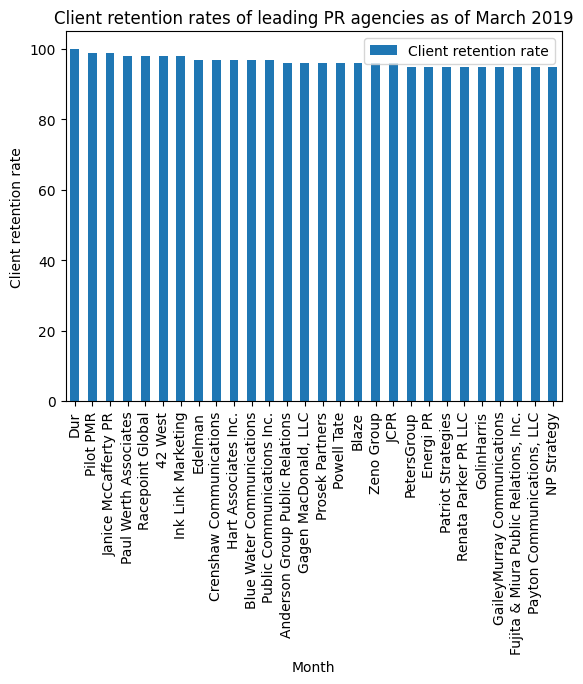 Client retention rates of leading PR agencies as of March 2019
Client retention rate
Client retention rate
100
80
60
40
20
0
Dur
Pilot PMR
Janice McCafferty PR
Paul Werth Associates
Racepoint Global
42 West
Ink Link Marketing
Edelman
Crenshaw Communications
Hart Associates Inc.
Blue Water Communications
Public Communications Inc.
Anderson Group Public Relations
Gagen MacDonald, LLC
Prosek Partners
Powell Tate
Blaze
Zeno Group
JCPR
PetersGroup
Energi PR
Patriot Strategies
Renata Parker PR LLC
GolinHarris
GaileyMurray Communications
Fujita & Miura Public Relations, Inc.
Payton Communications, LLC
NP Strategy
Month